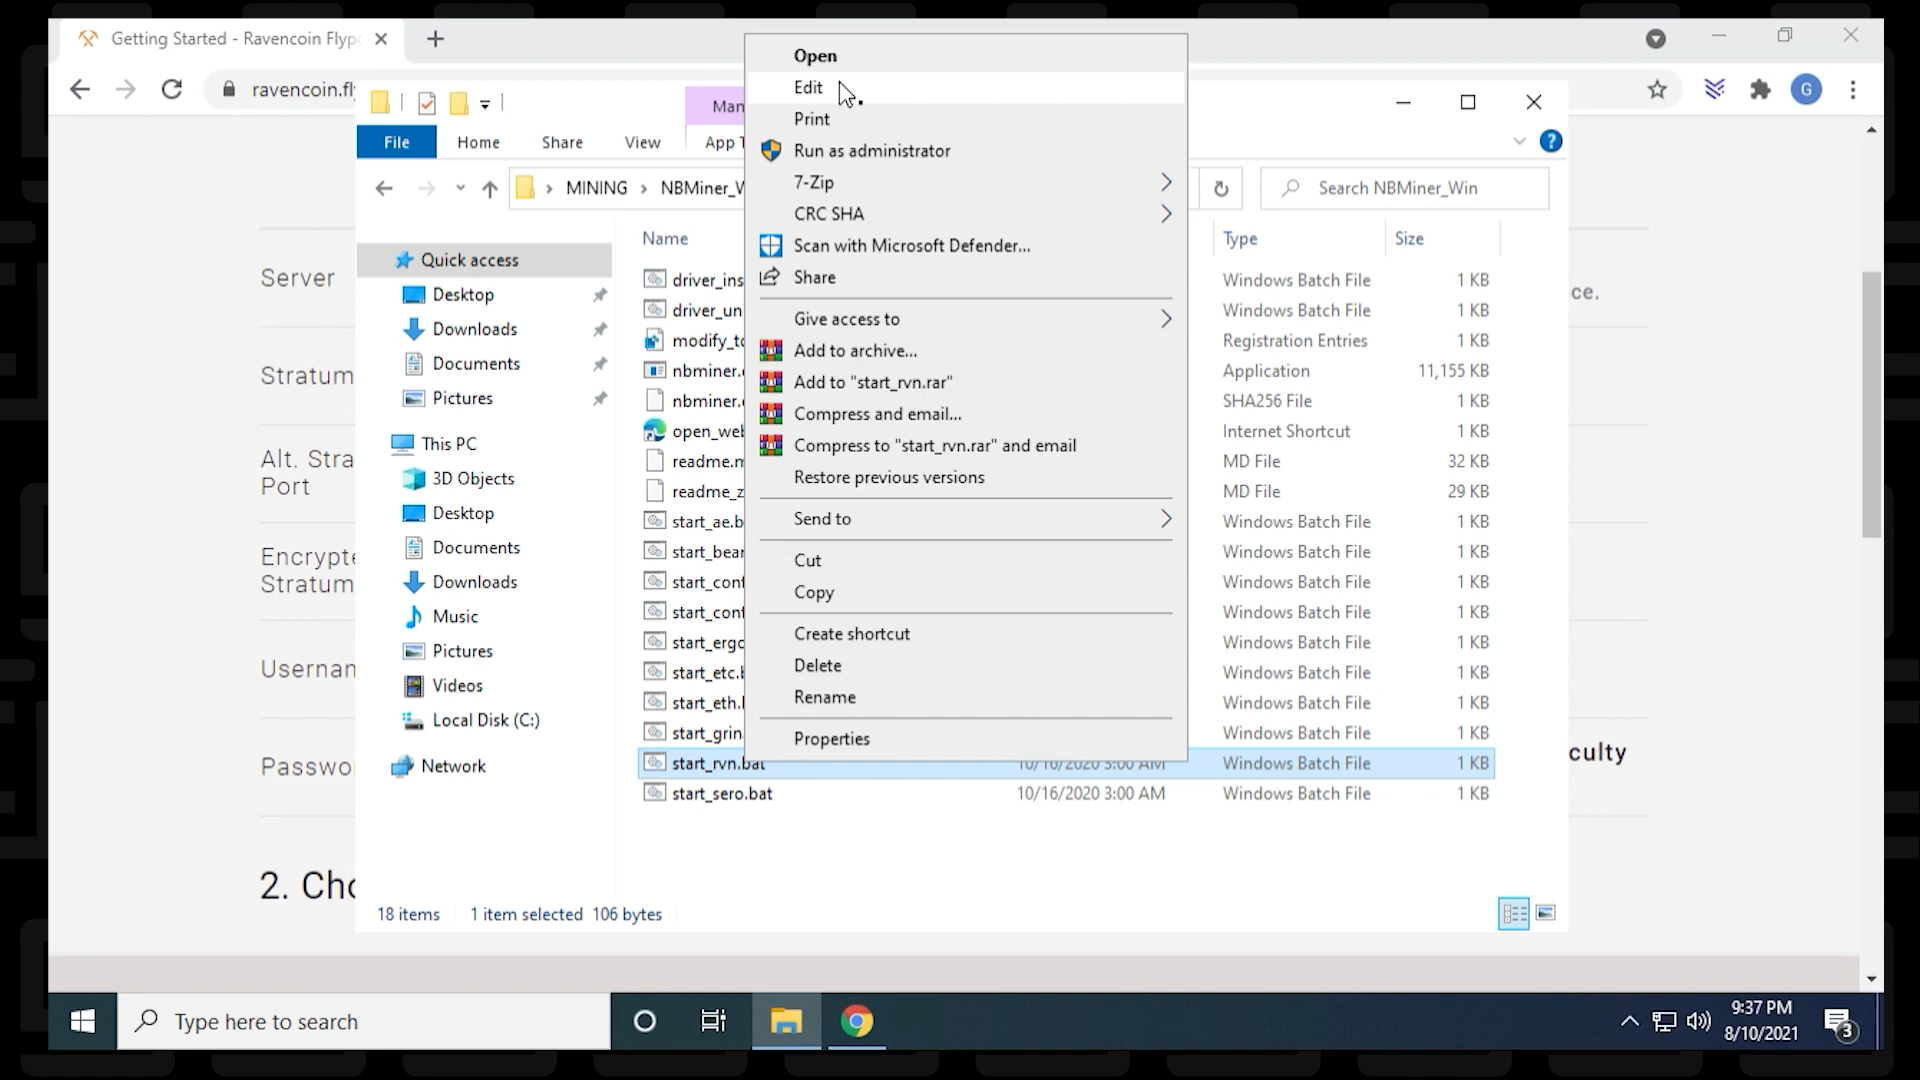 Getting Started - Ravencoin Flyp
ravencoin.fl
Man
File
Home
Share
View
App T
MINING
NBMiner_W
Search NBMiner_Win
Open
Edit
Print
Run as administrator
7-Zip
CRC SHA
Scan with Microsoft Defender...
Share
Give access to
Add to archive...
Add to "start_rvn.rar"
Compress and email...
Compress to "start_rvn.rar" and email
Restore previous versions
Send to
Cut
Copy
Create shortcut
Delete
Rename
Properties
Quick access
Desktop
Downloads
Documents
Pictures
This PC
3D Objects
Desktop
Documents
Downloads
Music
Pictures
Videos
Local Disk (C:)
Network
Name Type Size
driver_ins Windows Batch File 1 KB
driver_un Windows Batch File 1 KB
modify_to Registration Entries 1 KB
nbminer. Application 11,155 KB
nbminer. SHA256 File 1 KB
open_web Internet Shortcut 1 KB
readme.m MD File 32 KB
readme_z MD File 29 KB
start_ae.b Windows Batch File 1 KB
start_bear Windows Batch File 1 KB
start_conf Windows Batch File 1 KB
start_conf Windows Batch File 1 KB
start_ergo Windows Batch File 1 KB
start_etc.b Windows Batch File 1 KB
start_eth. Windows Batch File 1 KB
start_grin. Windows Batch File 1 KB
start_rvn.bat 10/16/2020 3:00 AM Windows Batch File 1 KB
start_sero.bat 10/16/2020 3:00 AM Windows Batch File 1 KB
18 items 1 item selected 106 bytes
Server
Stratum
Alt. Stra
Port
Encrypte
Stratum
Usernam
Passwo
2. Cho
ce.
culty
G
Type here to search
9:37 PM
8/10/2021
3